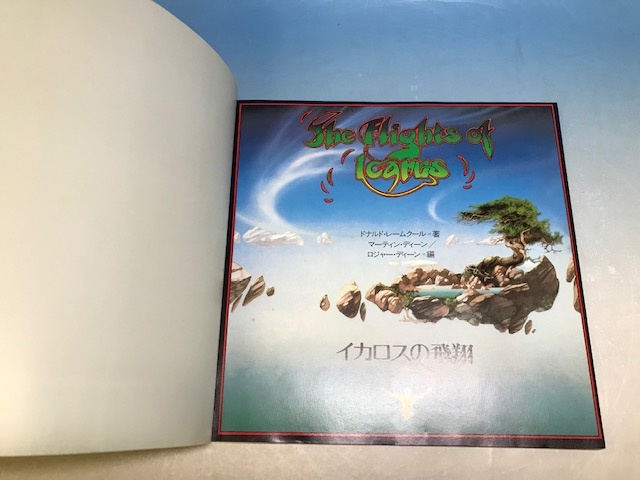 The Flights of
Icarus
ドナルド・レームクール=著
マーティン・ディーン/
ロジャー・ディーン=編
イカロスの飛翔